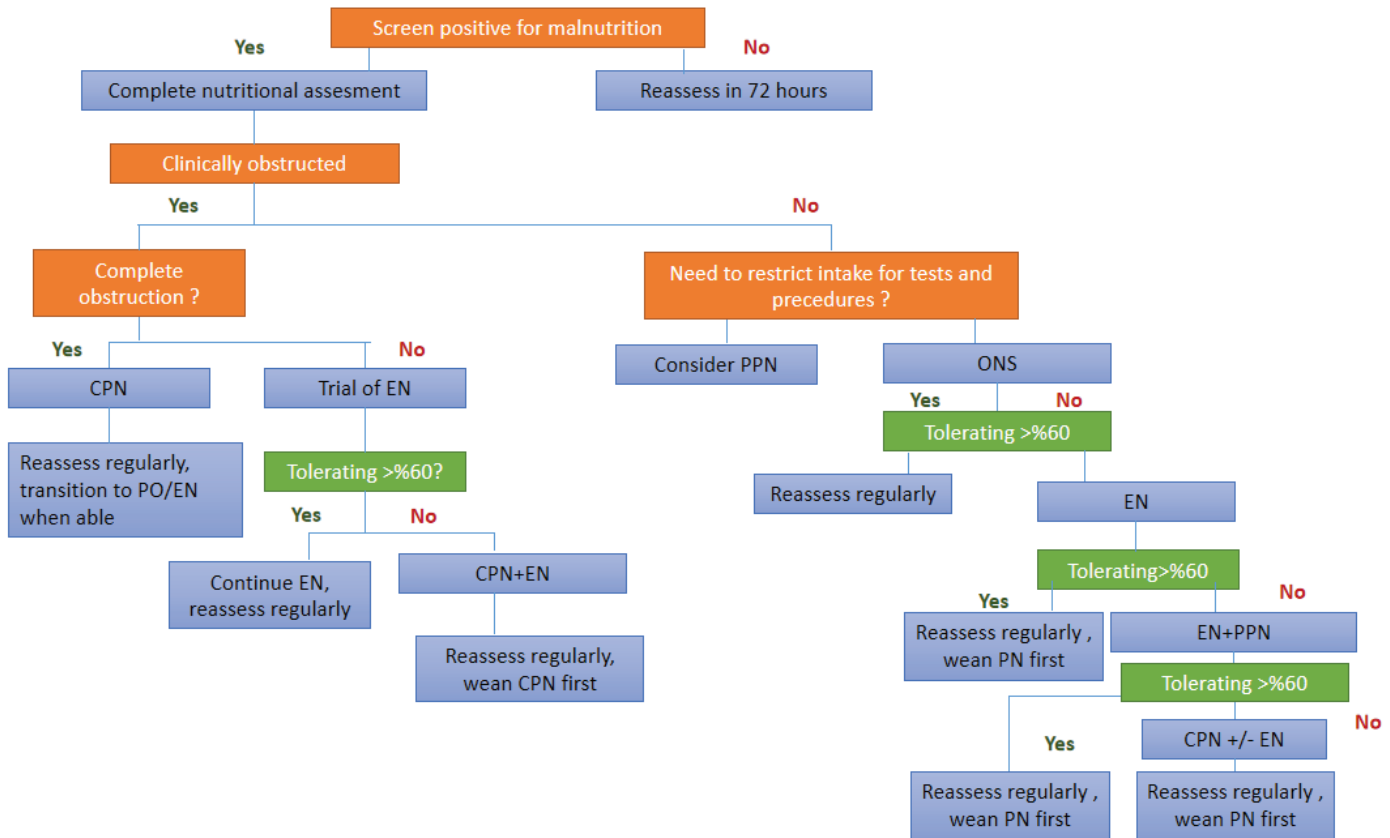 Screen positive for malnutrition
Yes
No
Complete nutritional assesment
Reassess in 72 hours
Clinically obstructed
Yes
No
Complete
obstruction ?
Need to restrict intake for tests and
precedures ?
Yes
No
CPN
Trial of EN
Consider PPN
ONS
Yes
No
Tolerating >%60
Reassess regularly,
transition to PO/EN
when able
Tolerating >%60?
Reassess regularly
EN
Yes
No
Continue EN,
reassess regularly
CPN+EN
Tolerating>%60
Yes
No
Reassess regularly ,
wean PN first
EN+PPN
Reassess regularly,
wean CPN first
Tolerating >%60
Yes
No
CPN +/- EN
Reassess regularly ,
wean PN first
Reassess regularly ,
wean PN first